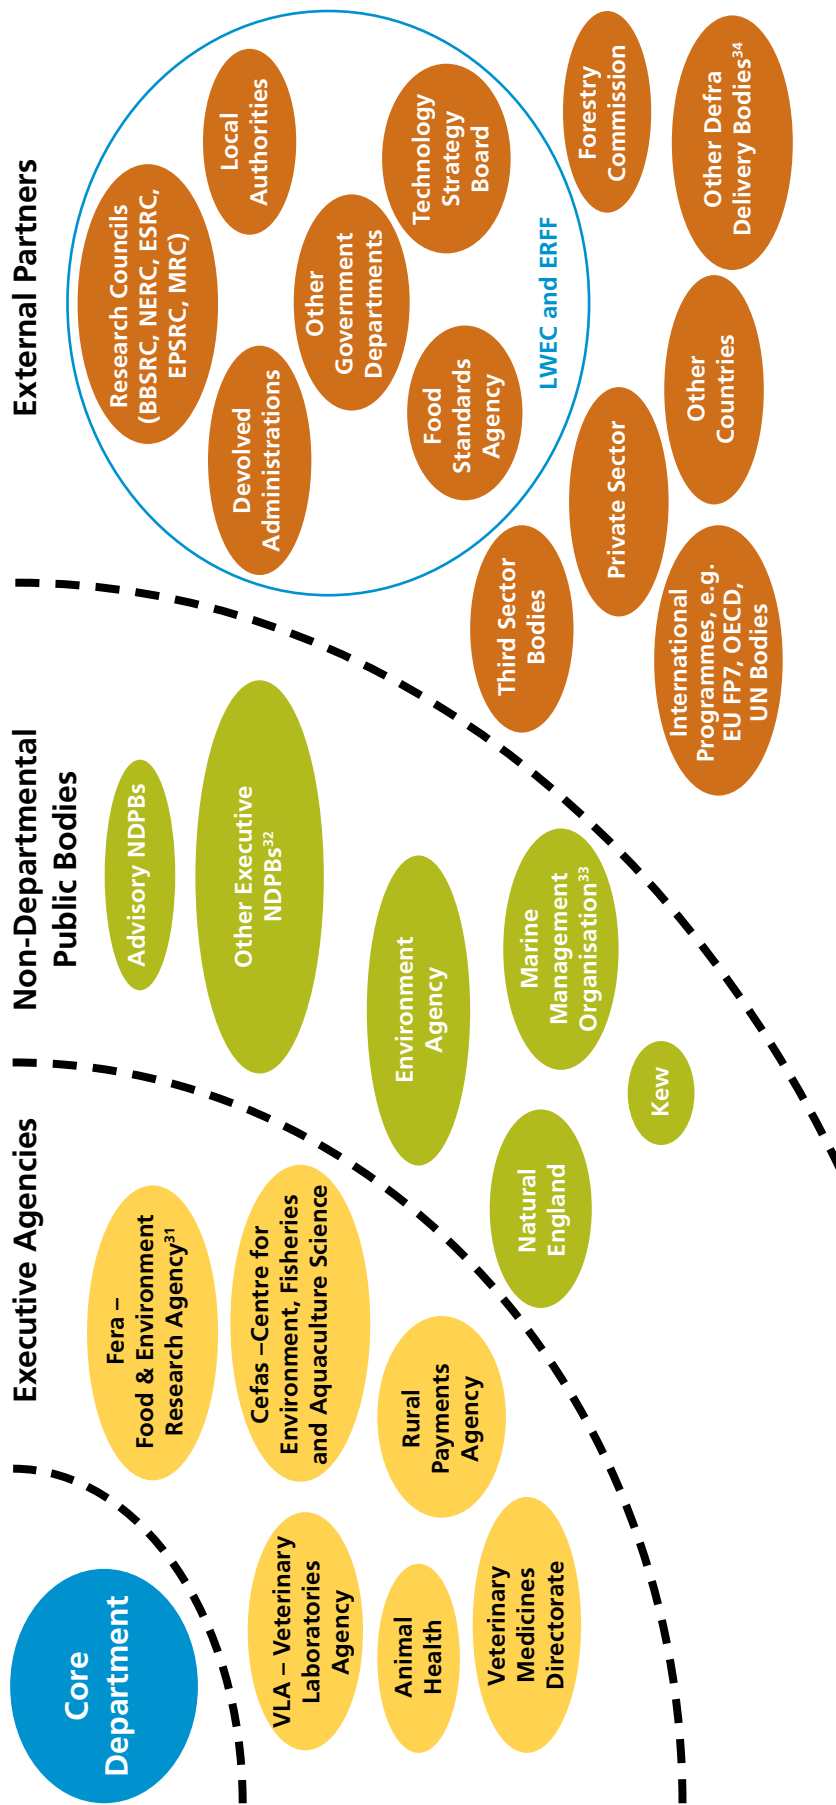 Core
Department
Executive Agencies
Fera –
Food & Environment
Research Agency31
Cefas –Centre for
Environment, Fisheries
and Aquaculture Science
VLA – Veterinary
Laboratories
Agency
Rural
Payments
Agency
Animal
Health
Veterinary
Medicines
Directorate
Non-Departmental
Public Bodies
Advisory NDPBs
Other Executive
NDPBs32
Environment
Agency
Marine
Management
Organisation33
Natural
England
Kew
External Partners
Research Councils
(BBSRC, NERC, ESRC,
EPSRC, MRC)
Local
Authorities
Devolved
Administrations
Other
Government
Departments
Technology
Strategy
Board
Food
Standards
Agency
LWEC and ERFF
Third Sector
Bodies
Private Sector
Forestry
Commission
International
Programmes, e.g.
EU FP7, OECD,
UN Bodies
Other
Countries
Other Defra
Delivery Bodies34